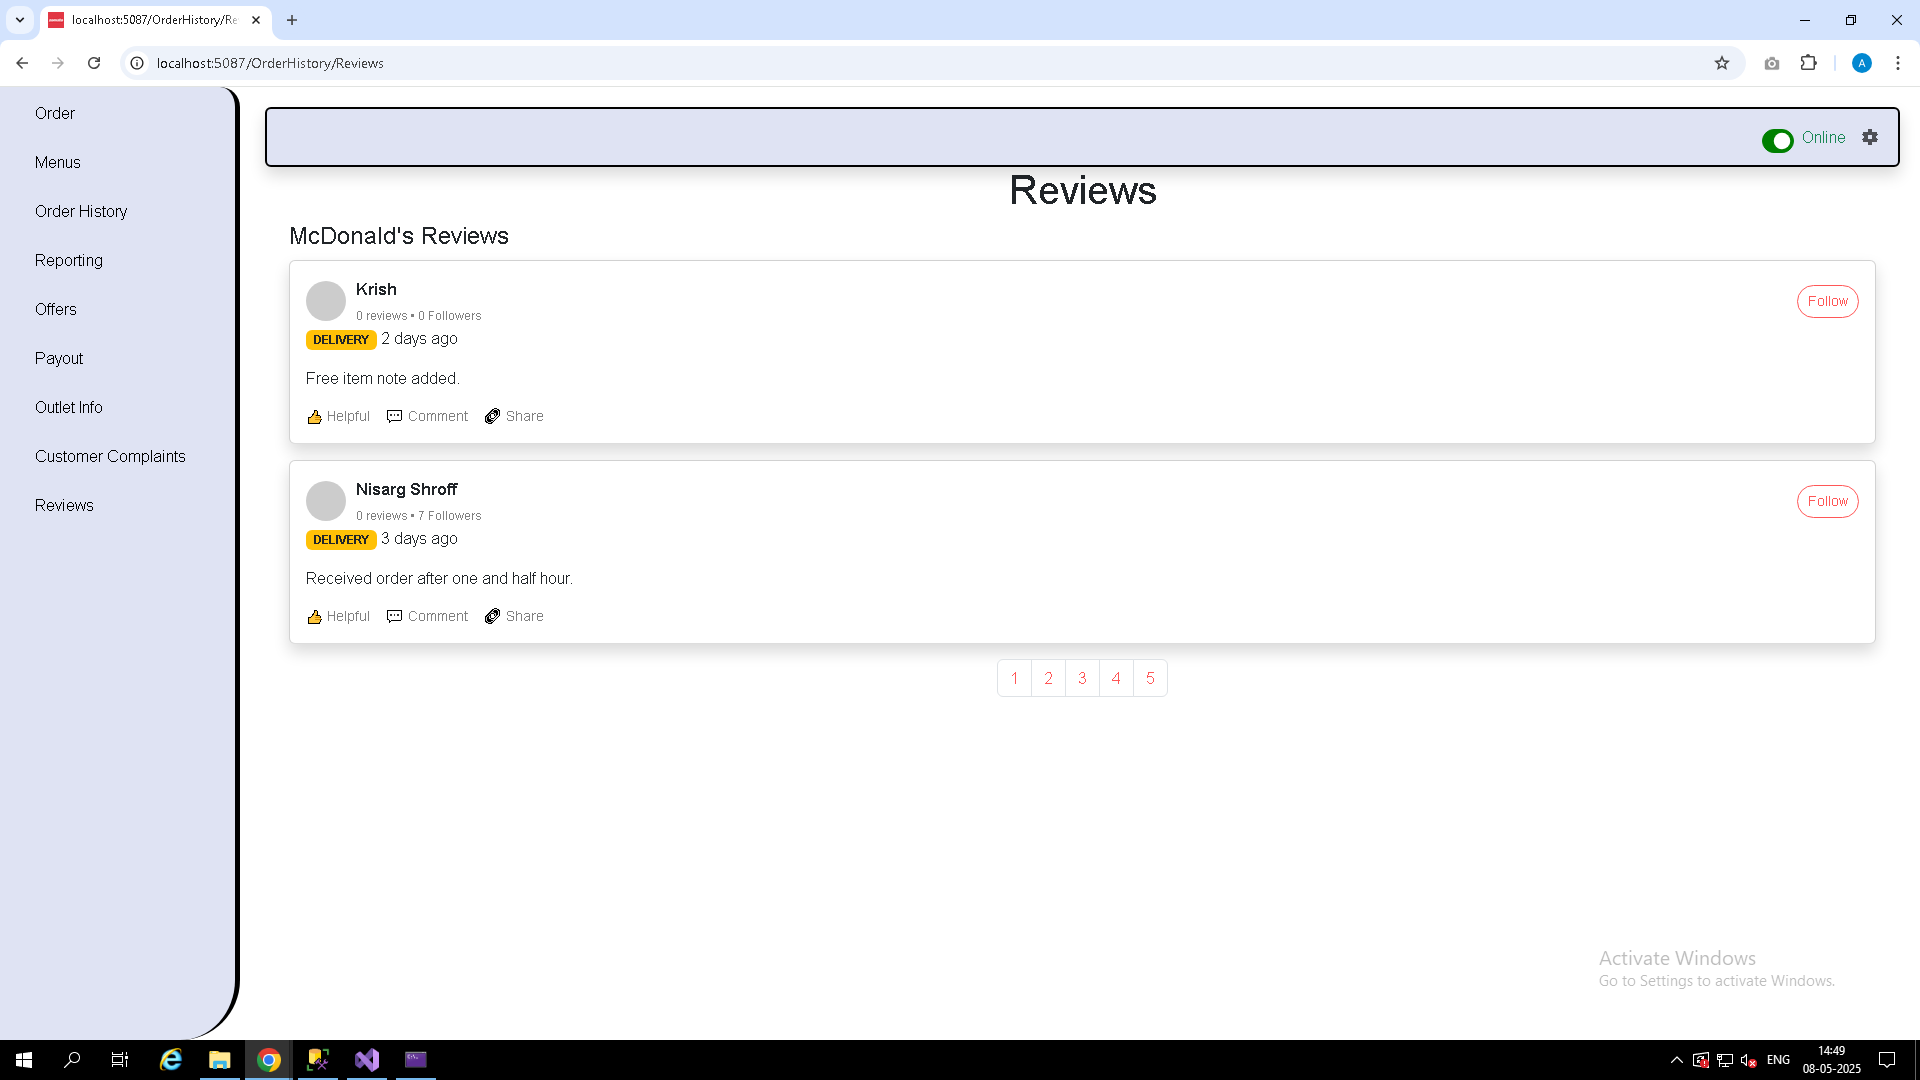 localhost:5087/OrderHistory/Re
localhost:5087/OrderHistory/Reviews
A
Order
Menus
Order History
Reporting
Offers
Payout
Outlet Info
Customer Complaints
Reviews
Online
Reviews
McDonald's Reviews
Krish
0 reviews • 0 Followers
Follow
DELIVERY 2 days ago
Free item note added.
Helpful Comment Share
Nisarg Shroff
0 reviews • 7 Followers
Follow
DELIVERY 3 days ago
Received order after one and half hour.
Helpful Comment Share
1 2 3 4 5
Activate Windows
Go to Settings to activate Windows.
ENG
14:49
08-05-2025